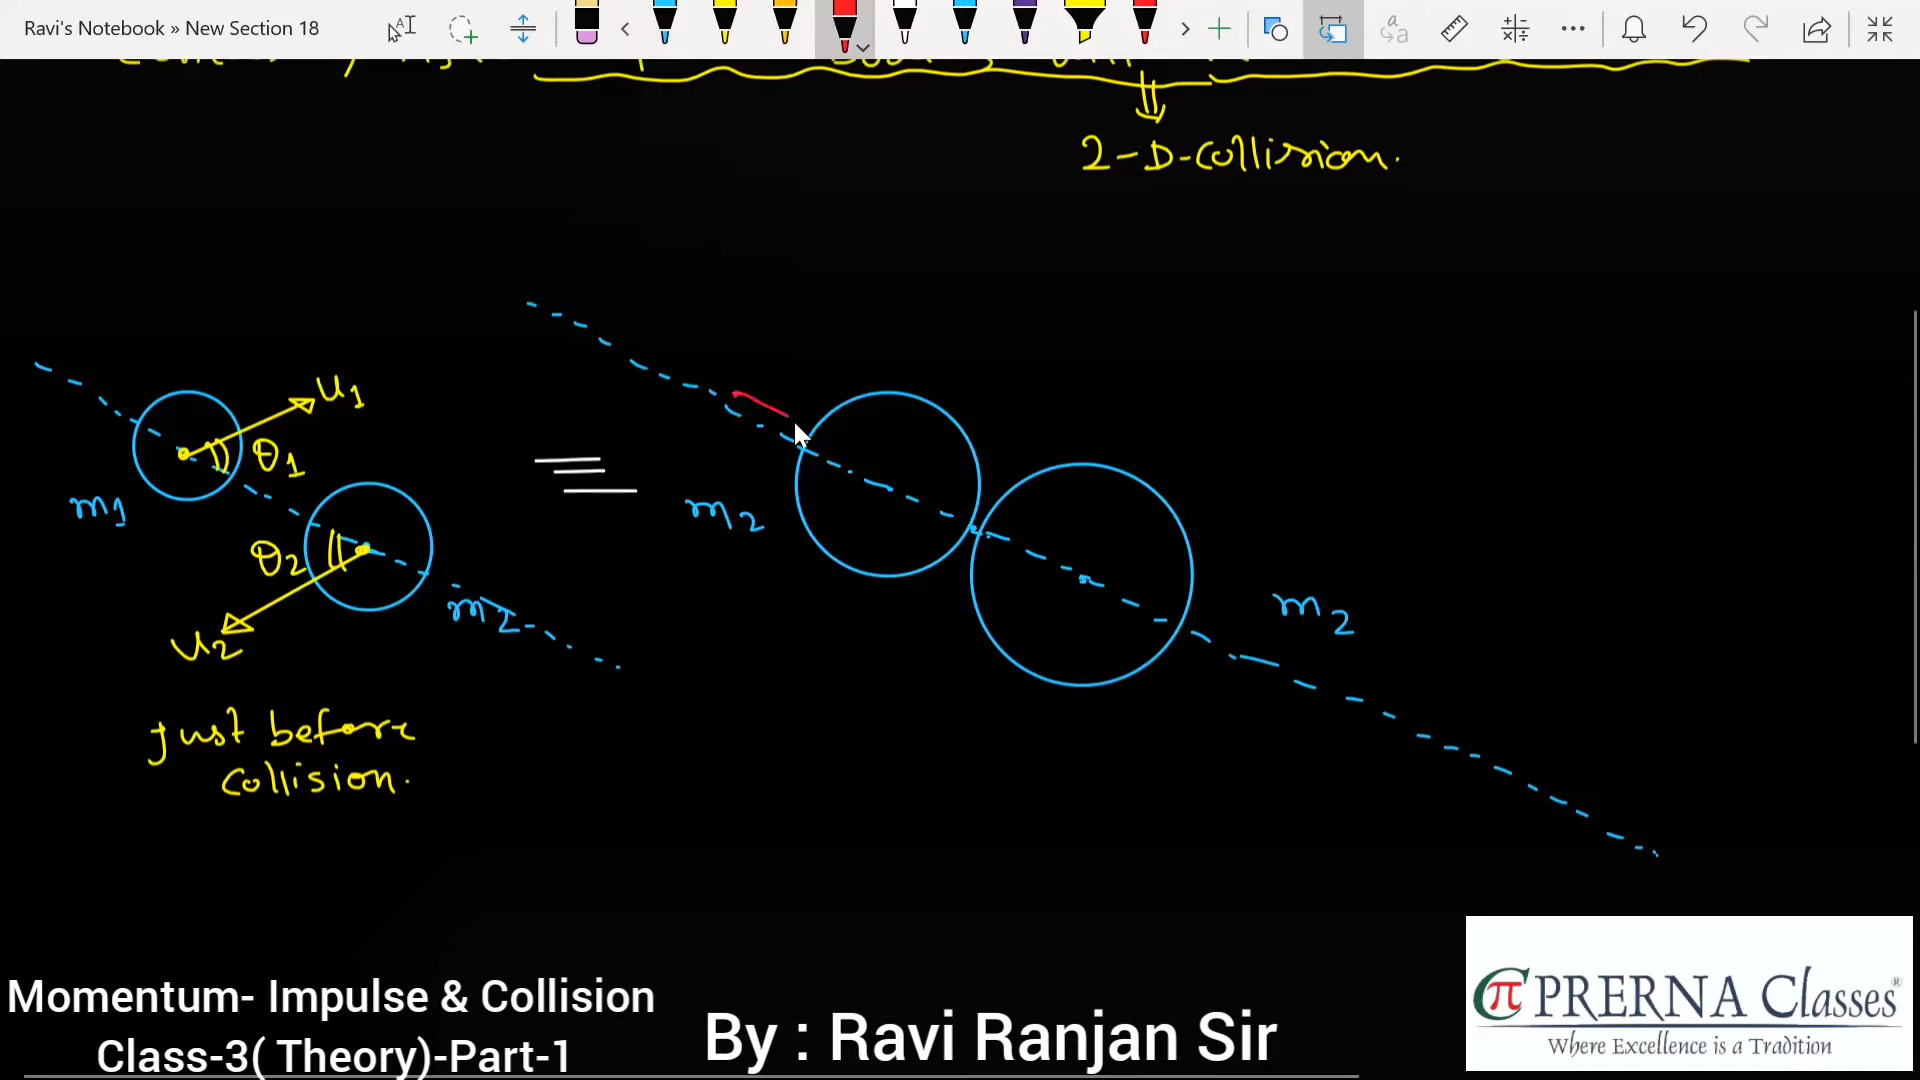 Ravi's Notebook » New Section 18
2-D-Collision.
u1
θ1
m1
θ2
m2
u2
m2
m2
just before
collision.
Momentum- Impulse & Collision
Class-3( Theory)-Part-1
By : Ravi Ranjan Sir
PRERNA Classes®
Where Excellence is a Tradition